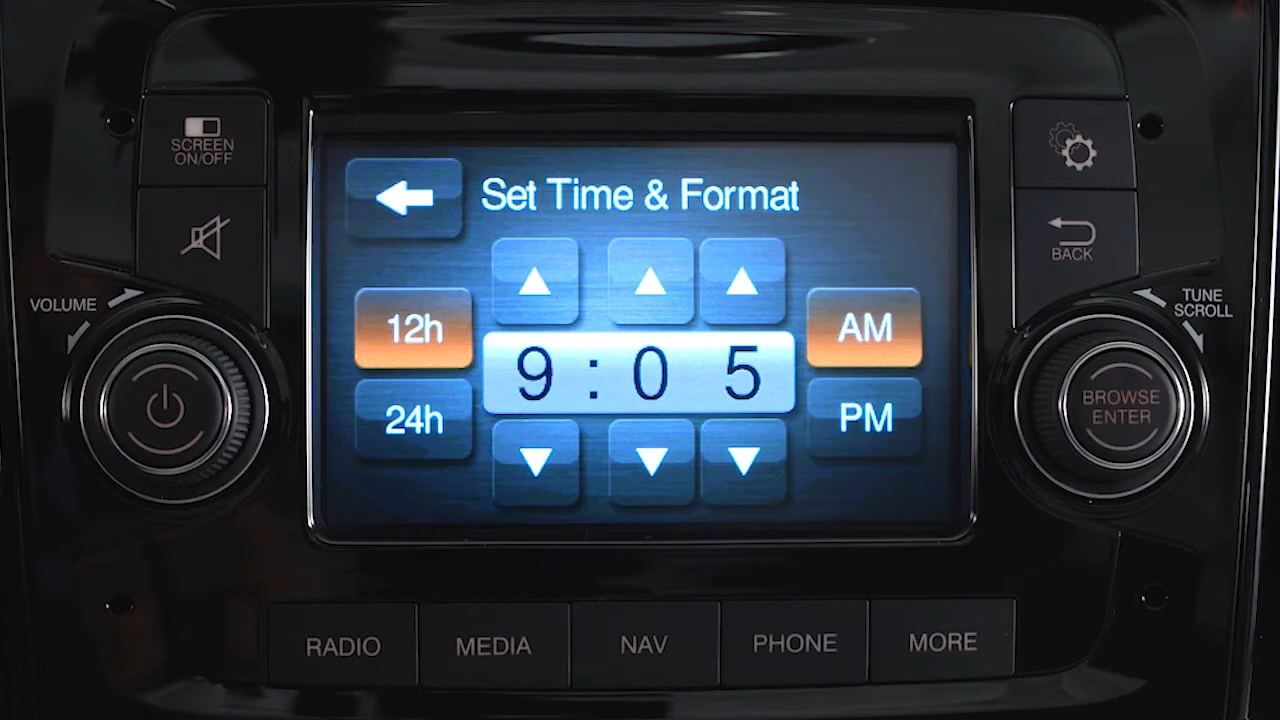 SCREEN
ON/OFF
Set Time & Format
BACK
VOLUME
TUNE
SCROLL
12h
AM
9 : 0 5
24h
PM
BROWSE
ENTER
RADIO
MEDIA
NAV
PHONE
MORE